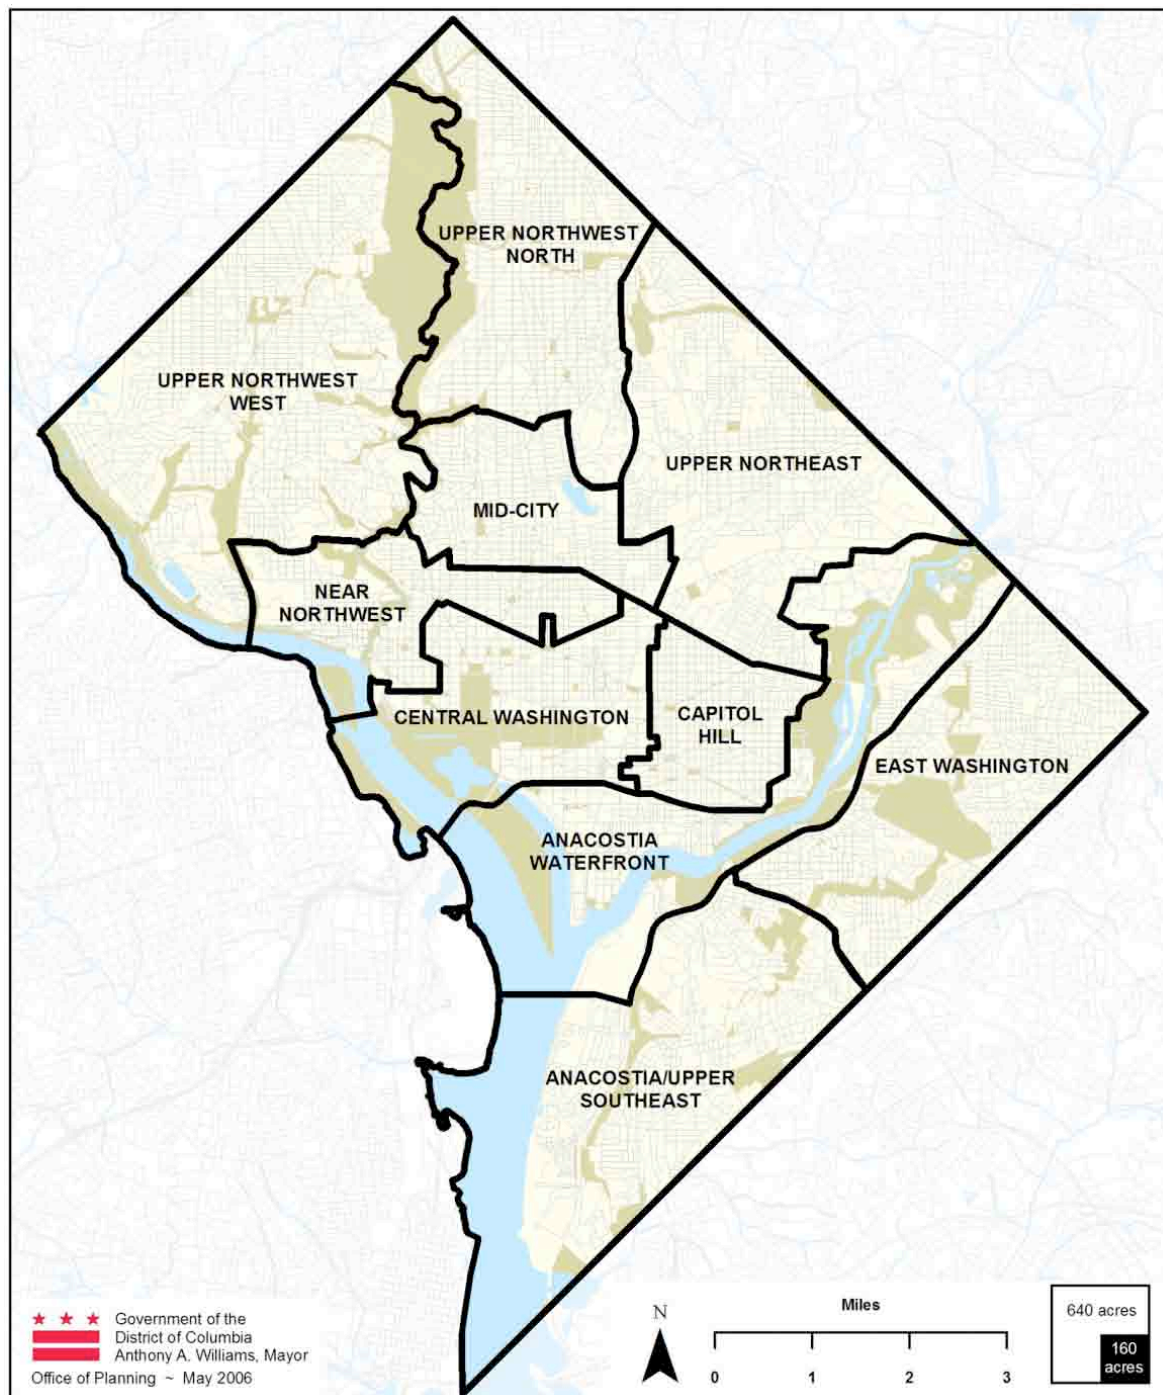 UPPER NORTHWEST
NORTH
UPPER NORTHWEST
WEST
UPPER NORTHEAST
MID-CITY
NEAR
NORTHWEST
CENTRAL WASHINGTON
CAPITOL
HILL
EAST WASHINGTON
ANACOSTIA
WATERFRONT
ANACOSTIA/UPPER
SOUTHEAST
Government of the
District of Columbia
Anthony A. Williams, Mayor
Office of Planning ~ May 2006
N
Miles
0 1 2 3
640 acres
160
acres